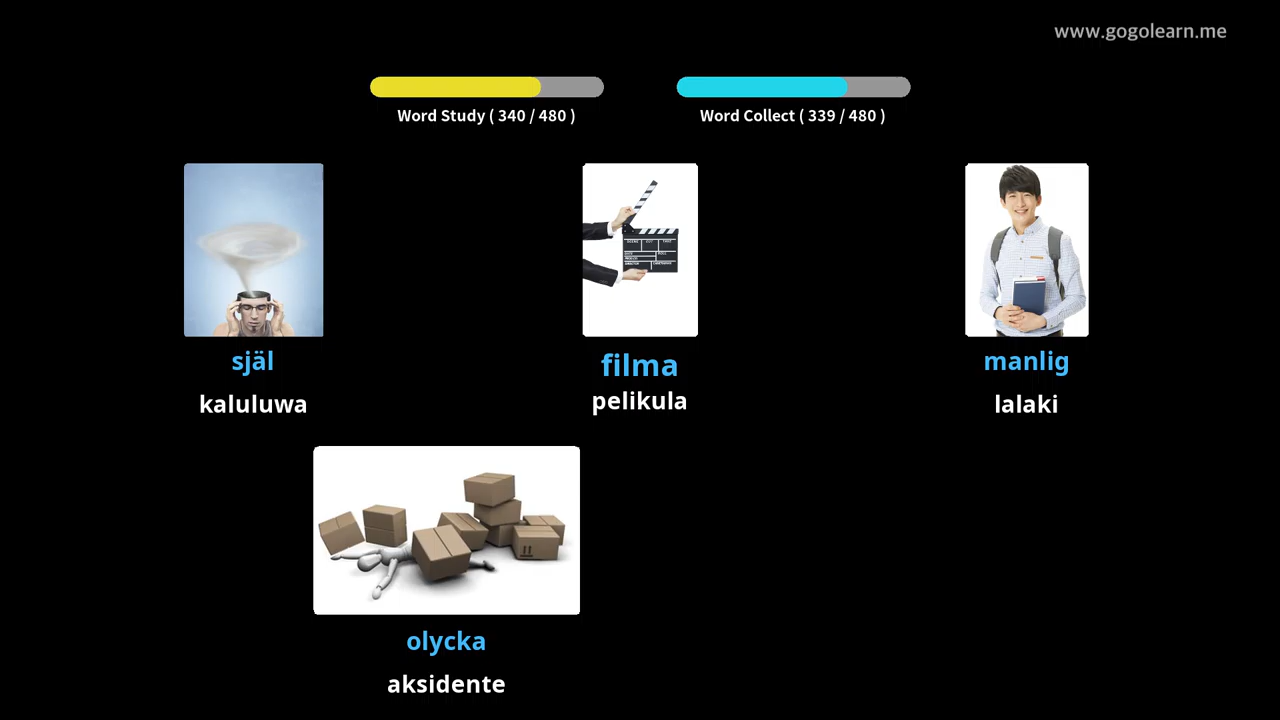 www.gogolearn.me
Word Study ( 340 / 480 )
Word Collect ( 339 / 480 )
själ
kaluluwa
filma
pelikula
manlig
lalaki
olycka
aksidente